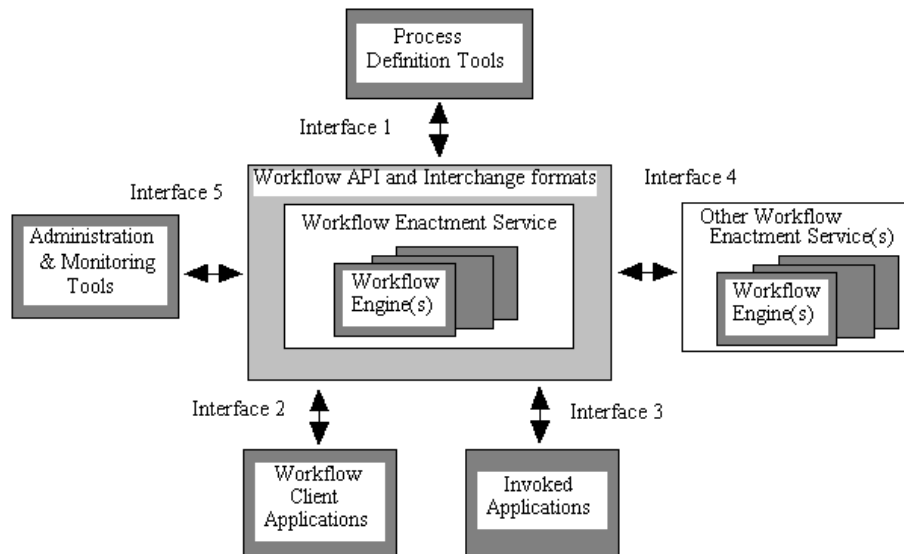 Process
Definition Tools
Interface 1
Workflow API and Interchange formats
Interface 5
Interface 4
Workflow Enactment Service
Workflow
Engine(s)
Administration
& Monitoring
Tools
Other Workflow
Enactment Service(s)
Workflow
Engine(s)
Interface 2
Interface 3
Workflow
Client
Applications
Invoked
Applications